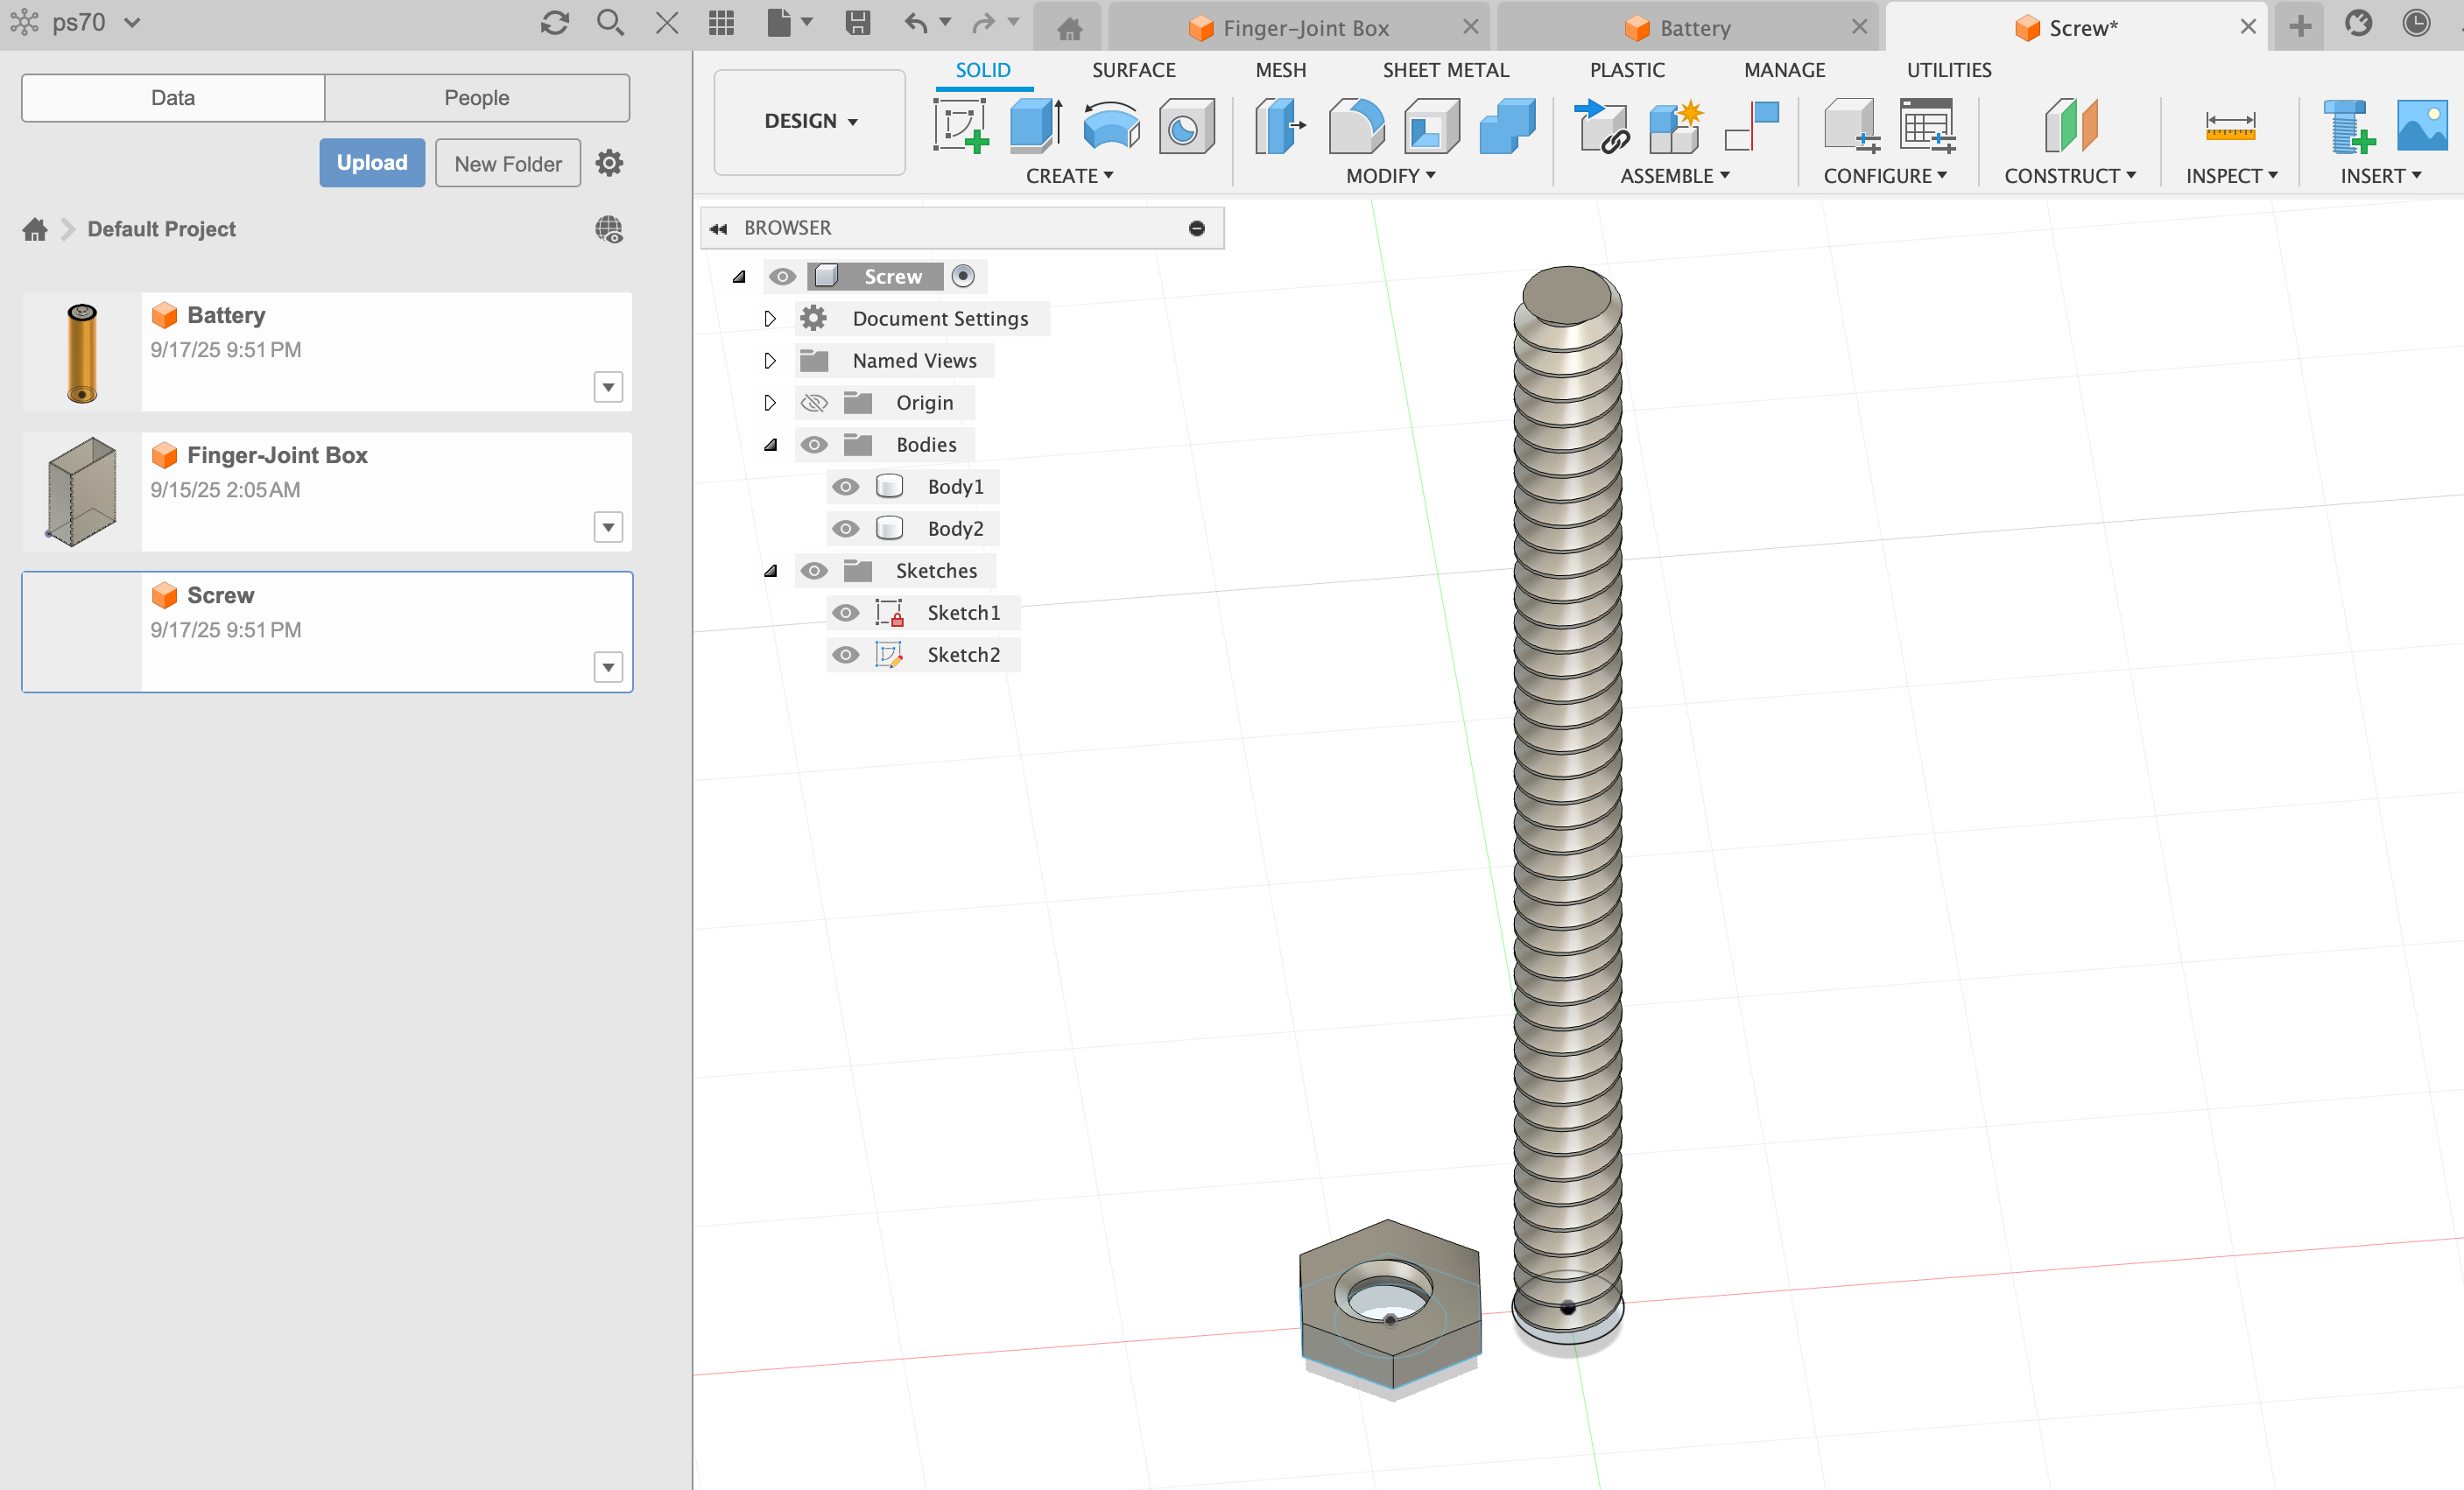 ps70
Finger-Joint Box
Battery
Screw*
Data
People
Upload
New Folder
Default Project
Battery
9/17/25 9:51 PM
Finger-Joint Box
9/15/25 2:05 AM
Screw
9/17/25 9:51 PM
DESIGN
SOLID
SURFACE
MESH
SHEET METAL
PLASTIC
MANAGE
UTILITIES
CREATE
MODIFY
ASSEMBLE
CONFIGURE
CONSTRUCT
INSPECT
INSERT
BROWSER
Screw
Document Settings
Named Views
Origin
Bodies
Body1
Body2
Sketches
Sketch1
Sketch2